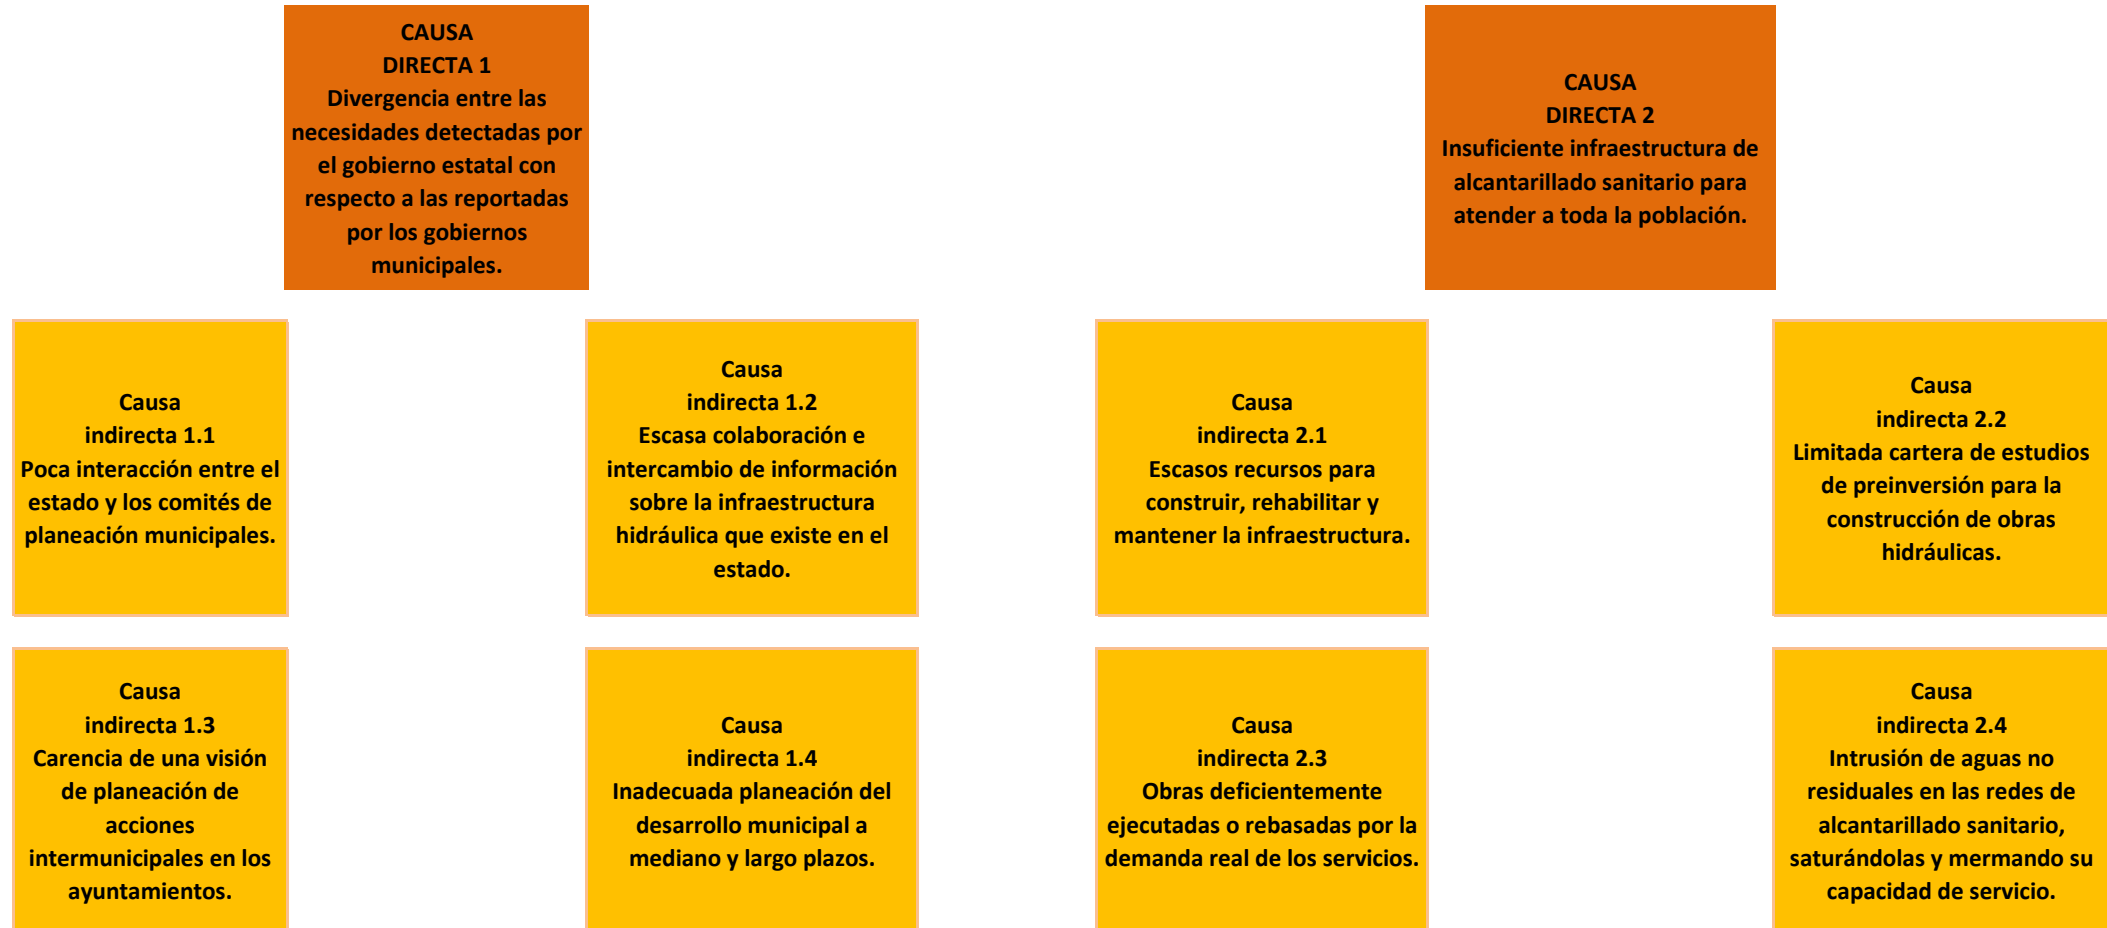 CAUSA
DIRECTA 1
Divergencia entre las
necesidades detectadas por
el gobierno estatal con
respecto a las reportadas
por los gobiernos
municipales.
CAUSA
DIRECTA 2
Insuficiente infraestructura de
alcantarillado sanitario para
atender a toda la población.
Causa
indirecta 1.1
Poca interacción entre el
estado y los comités de
planeación municipales.
Causa
indirecta 1.2
Escasa colaboración e
intercambio de información
sobre la infraestructura
hidráulica que existe en el
estado.
Causa
indirecta 2.1
Escasos recursos para
construir, rehabilitar y
mantener la infraestructura.
Causa
indirecta 2.2
Limitada cartera de estudios
de preinversión para la
construcción de obras
hidráulicas.
Causa
indirecta 1.3
Carencia de una visión
de planeación de
acciones
intermunicipales en los
ayuntamientos.
Causa
indirecta 1.4
Inadecuada planeación del
desarrollo municipal a
mediano y largo plazos.
Causa
indirecta 2.3
Obras deficientemente
ejecutadas o rebasadas por la
demanda real de los servicios.
Causa
indirecta 2.4
Intrusión de aguas no
residuales en las redes de
alcantarillado sanitario,
saturándolas y mermando su
capacidad de servicio.